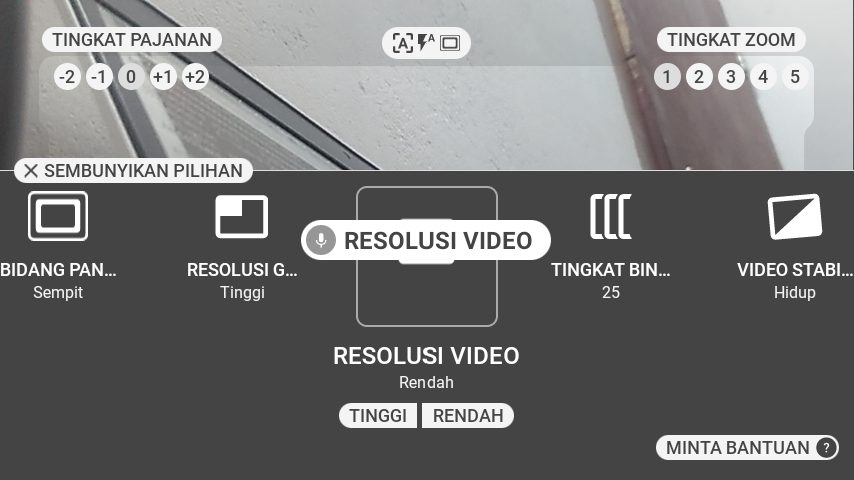 TINGKAT PAJANAN
-2 -1 0 +1 +2
A A
TINGKAT ZOOM
1 2 3 4 5
SEMBUNYIKAN PILIHAN
BIDANG PAN...
Sempit
RESOLUSI G...
Tinggi
RESOLUSI VIDEO
TINGKAT BIN...
25
VIDEO STABI...
Hidup
RESOLUSI VIDEO
Rendah
TINGGI RENDAH
MINTA BANTUAN ?